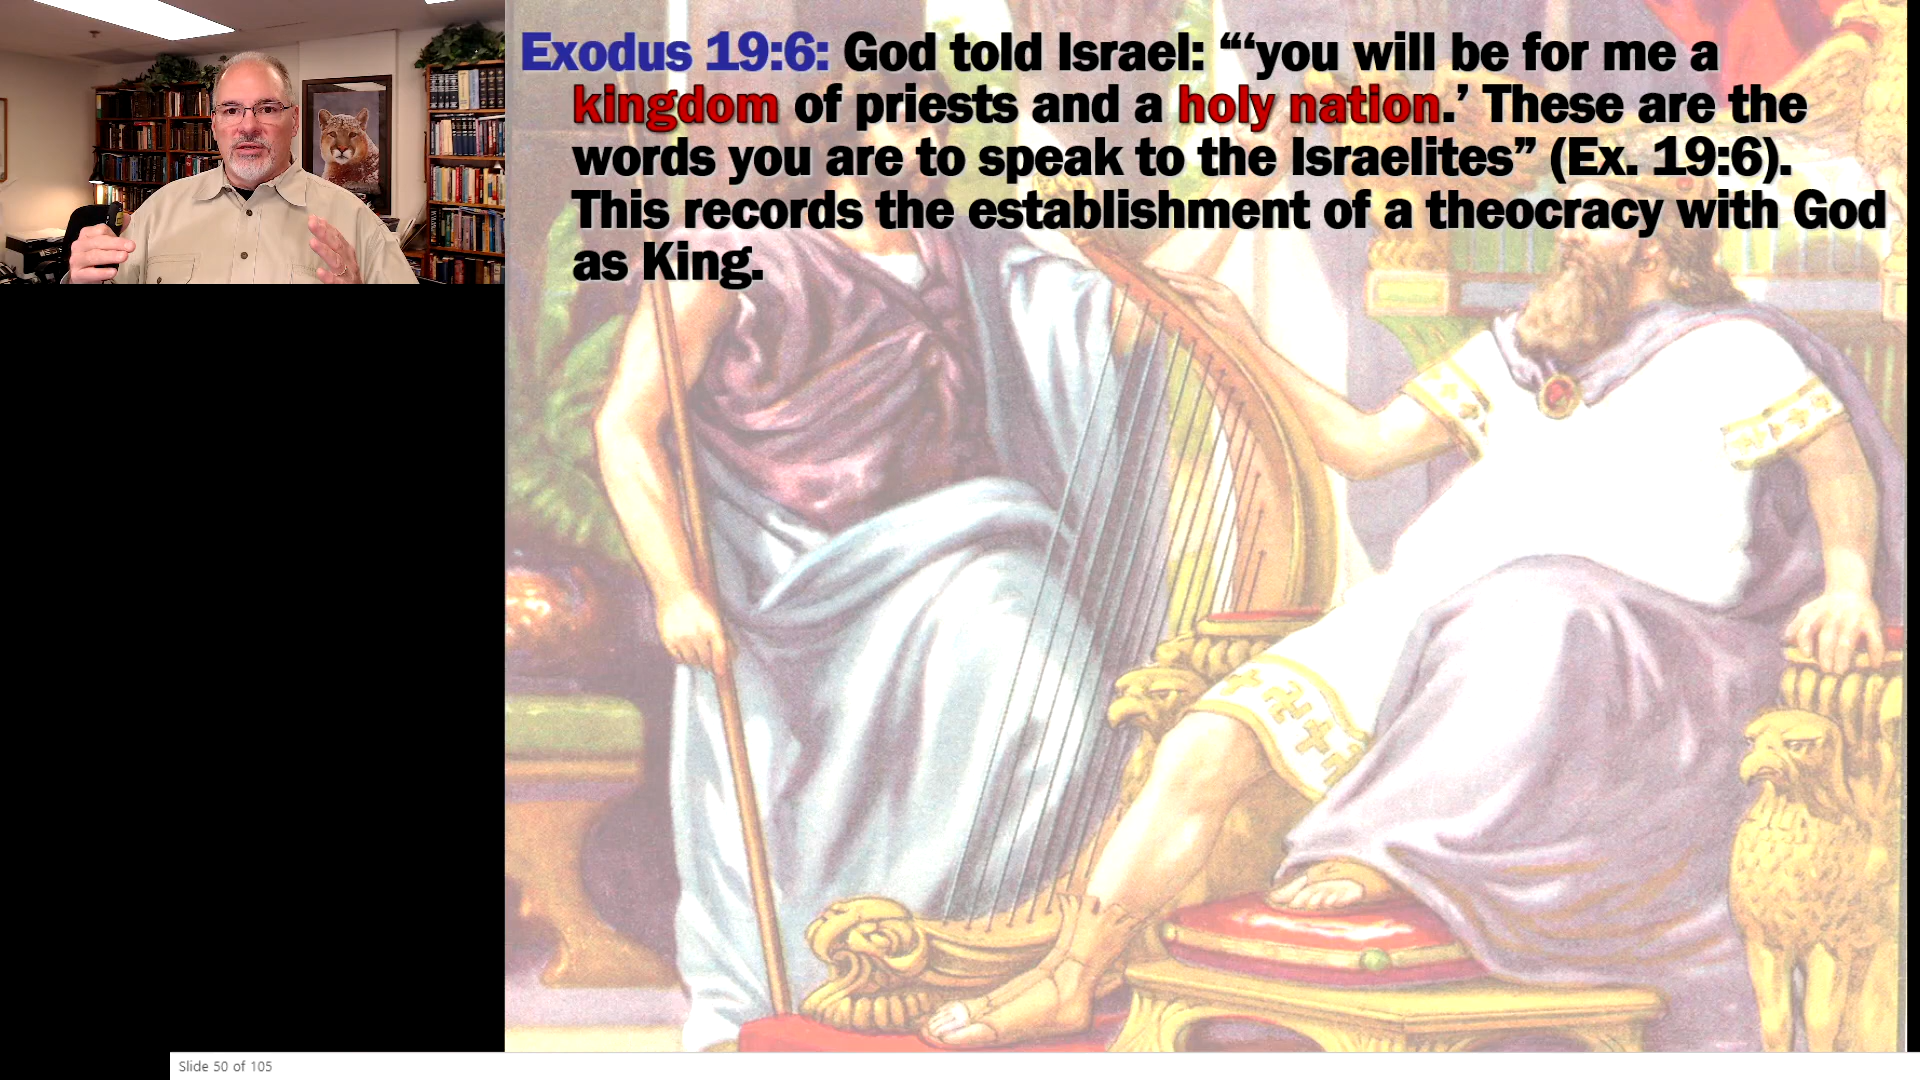 Exodus 19:6: God told Israel: “‘you will be for me a
kingdom of priests and a holy nation.’ These are the
words you are to speak to the Israelites” (Ex. 19:6).
This records the establishment of a theocracy with God
as King.
Slide 50 of 105